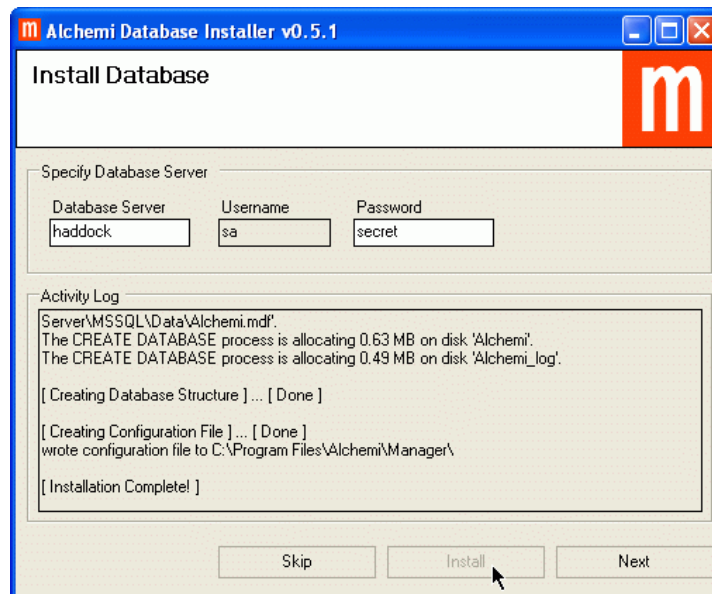 m Alchemi Database Installer v0.5.1
Install Database
m
Specify Database Server
Database Server Username Password
haddock sa secret
Activity Log
Server\MSSQL\Data\Alchemi.mdf'.
The CREATE DATABASE process is allocating 0.63 MB on disk 'Alchemi'.
The CREATE DATABASE process is allocating 0.49 MB on disk 'Alchemi_log'.
[ Creating Database Structure ] ... [ Done ]
[ Creating Configuration File ] ... [ Done ]
wrote configuration file to C:\Program Files\Alchemi\Manager\
[ Installation Complete! ]
Skip Install Next